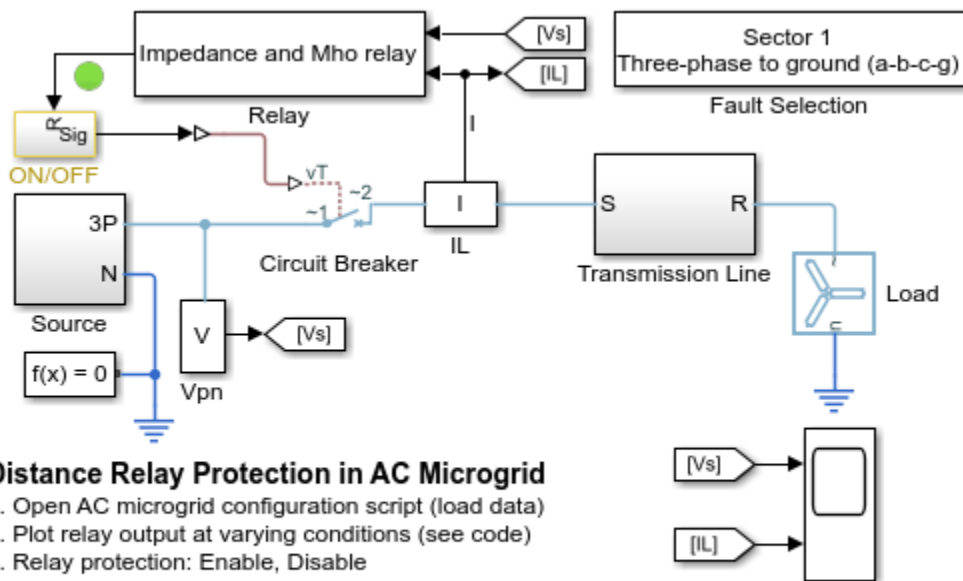 Impedance and Mho relay
[Vs]
[IL]
Sector 1
Three-phase to ground (a-b-c-g)
Relay
Fault Selection
R
Sig
I
ON/OFF
vT
~1
~2
I
S
R
3P
N
IL
Circuit Breaker
Transmission Line
~
n
Load
Source
V
[Vs]
f(x) = 0
Vpn
Distance Relay Protection in AC Microgrid
. Open AC microgrid configuration script (load data)
. Plot relay output at varying conditions (see code)
. Relay protection: Enable, Disable
[Vs]
[IL]